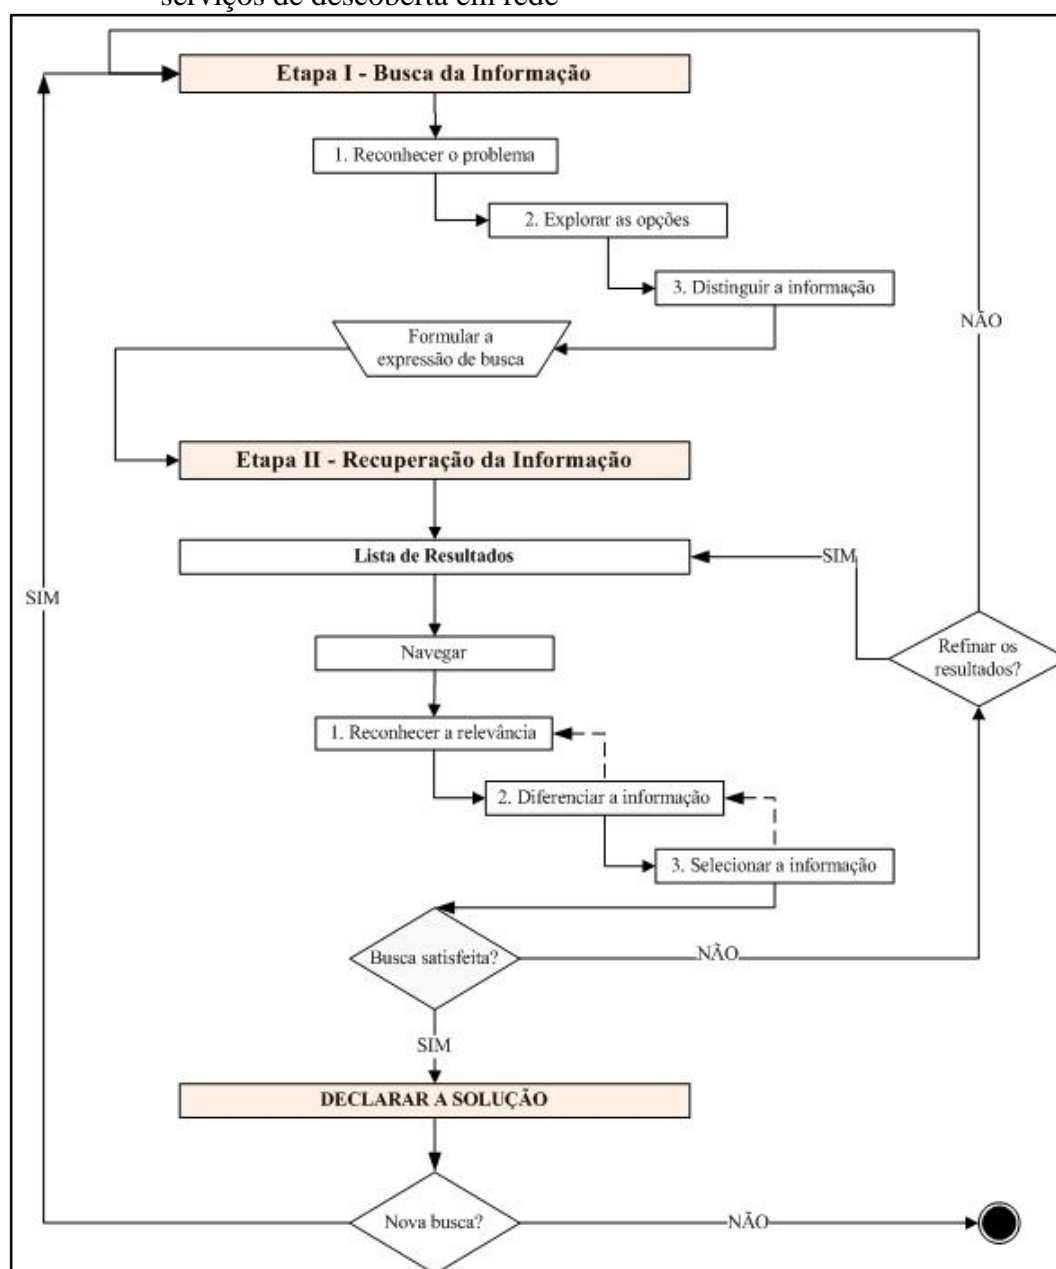 serviços de descoberta em rede
Etapa I - Busca da Informação
1. Reconhecer o problema
2. Explorar as opções
3. Distinguir a informação
NÃO
Formular a
expressão de busca
Etapa II - Recuperação da Informação
Lista de Resultados
SIM
SIM
Navegar
Refinar os
resultados?
1. Reconhecer a relevância
2. Diferenciar a informação
3. Selecionar a informação
Busca satisfeita?
NÃO
SIM
DECLARAR A SOLUÇÃO
Nova busca?
NÃO